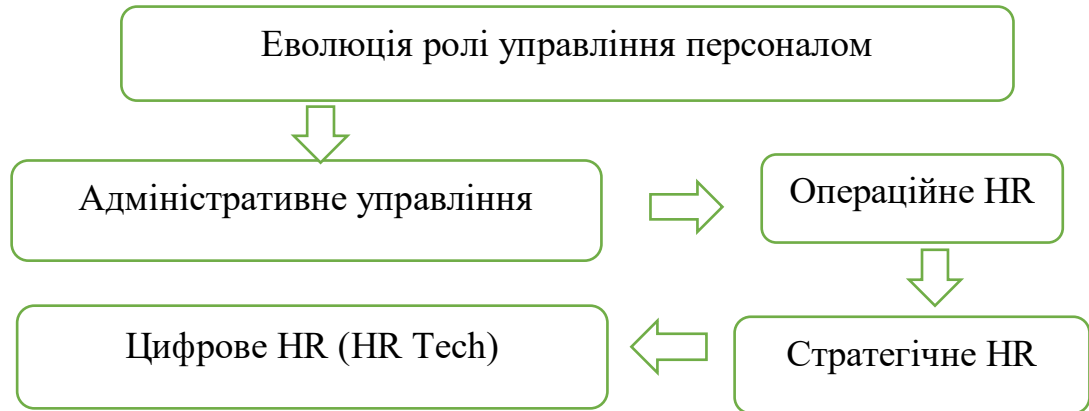 Еволюція ролі управління персоналом
Адміністративне управління
Операційне HR
Стратегічне HR
Цифрове HR (HR Tech)